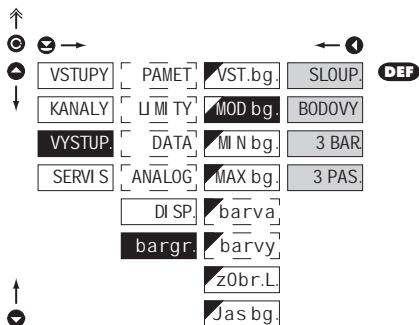 VSTUPY PAMET VST.bg. SLOUP. DEF
KANALY LIMITY MOD bg. BODOVY
VYSTUP. DATA MIN bg. 3 BAR.
SERVIS ANALOG MAX bg. 3 PAS.
DISP. barva
bargr. barvy
zObr.L.
Jas bg.